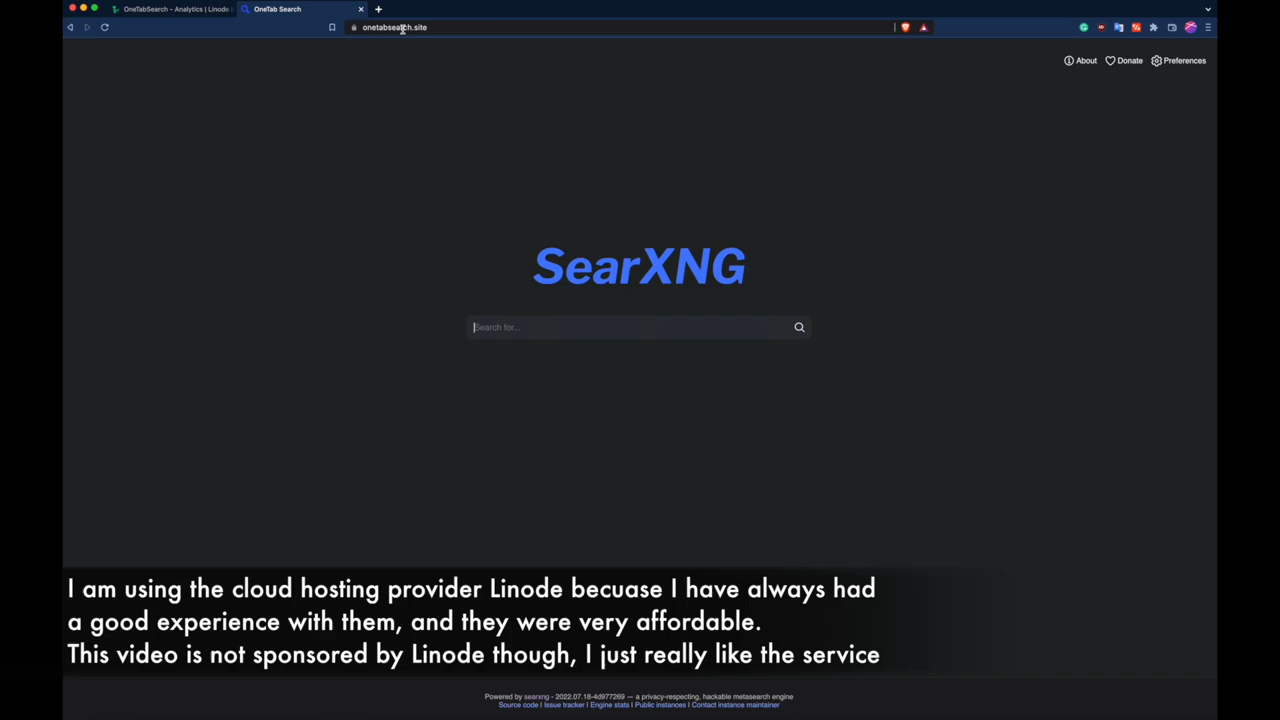 OneTabSearch - Analytics | Linode
OneTab Search
onetabsearch.site
About
Donate
Preferences
SearXNG
Search for...
I am using the cloud hosting provider Linode becuase I have always had
a good experience with them, and they were very affordable.
This video is not sponsored by Linode though, I just really like the service
Powered by searxng - 2022.07.18-4d977269 — a privacy-respecting, hackable metasearch engine
Source code | Issue tracker | Engine stats | Public instances | Contact instance maintainer